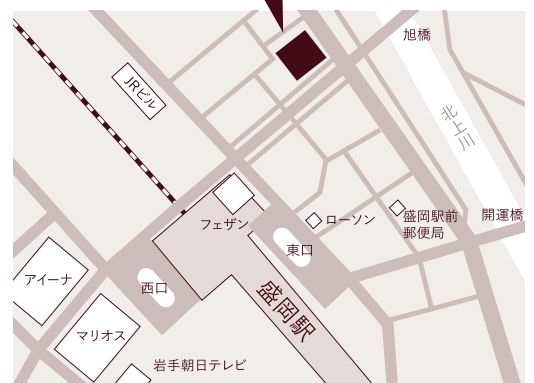 旭橋
JRビル
北上川
フェザン
ローソン
盛岡駅前
郵便局
開運橋
東口
アイーナ
西口
盛岡駅
マリオス
岩手朝日テレビ